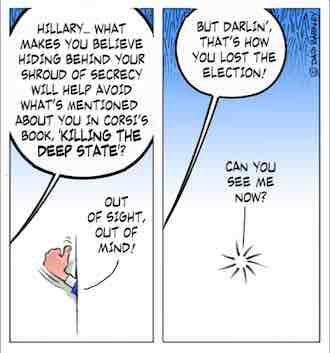 HILLARY... WHAT
MAKES YOU BELIEVE
HIDING BEHIND YOUR
SHROUD OF SECRECY
WILL HELP AVOID
WHAT'S MENTIONED
ABOUT YOU IN CORSI'S
BOOK, 'KILLING THE
DEEP STATE'?
OUT
OF SIGHT,
OUT OF
MIND!
BUT DARLIN',
THAT'S HOW
YOU LOST THE
ELECTION!
CAN YOU
SEE ME
NOW?